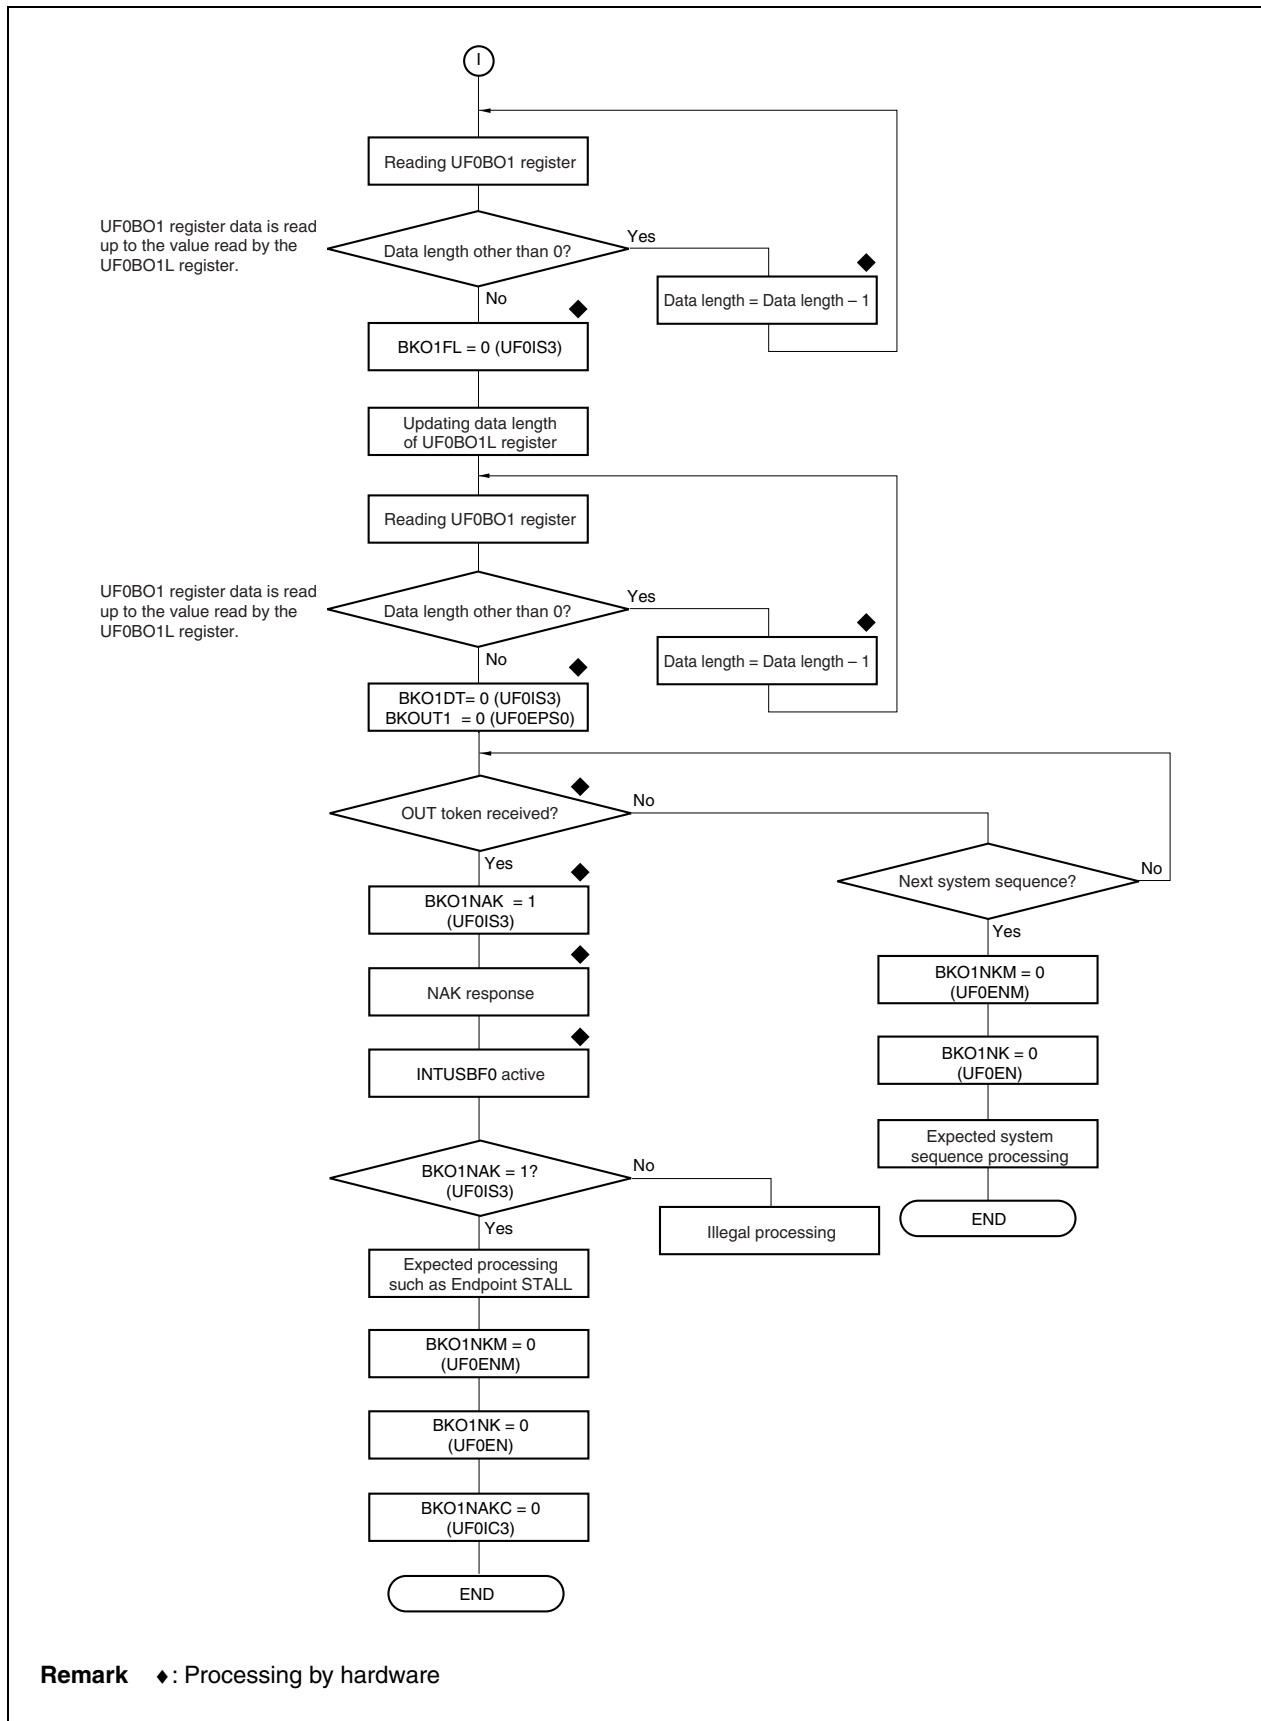 I
Reading UF0BO1 register
UF0BO1 register data is read
up to the value read by the
UF0BO1L register.
Data length other than 0?
Yes
Data length = Data length – 1
No
BKO1FL = 0 (UF0IS3)
Updating data length
of UF0BO1L register
Reading UF0BO1 register
UF0BO1 register data is read
up to the value read by the
UF0BO1L register.
Data length other than 0?
Yes
Data length = Data length – 1
No
BKO1DT= 0 (UF0IS3)
BKOUT1 = 0 (UF0EPS0)
OUT token received?
No
Yes
Next system sequence?
No
Yes
BKO1NAK = 1
(UF0IS3)
NAK response
INTUSBF0 active
BKO1NKM = 0
(UF0ENM)
BKO1NK = 0
(UF0EN)
Expected system
sequence processing
END
BKO1NAK = 1?
(UF0IS3)
No
Illegal processing
Yes
Expected processing
such as Endpoint STALL
BKO1NKM = 0
(UF0ENM)
BKO1NK = 0
(UF0EN)
BKO1NAKC = 0
(UF0IC3)
END
Remark ♦: Processing by hardware